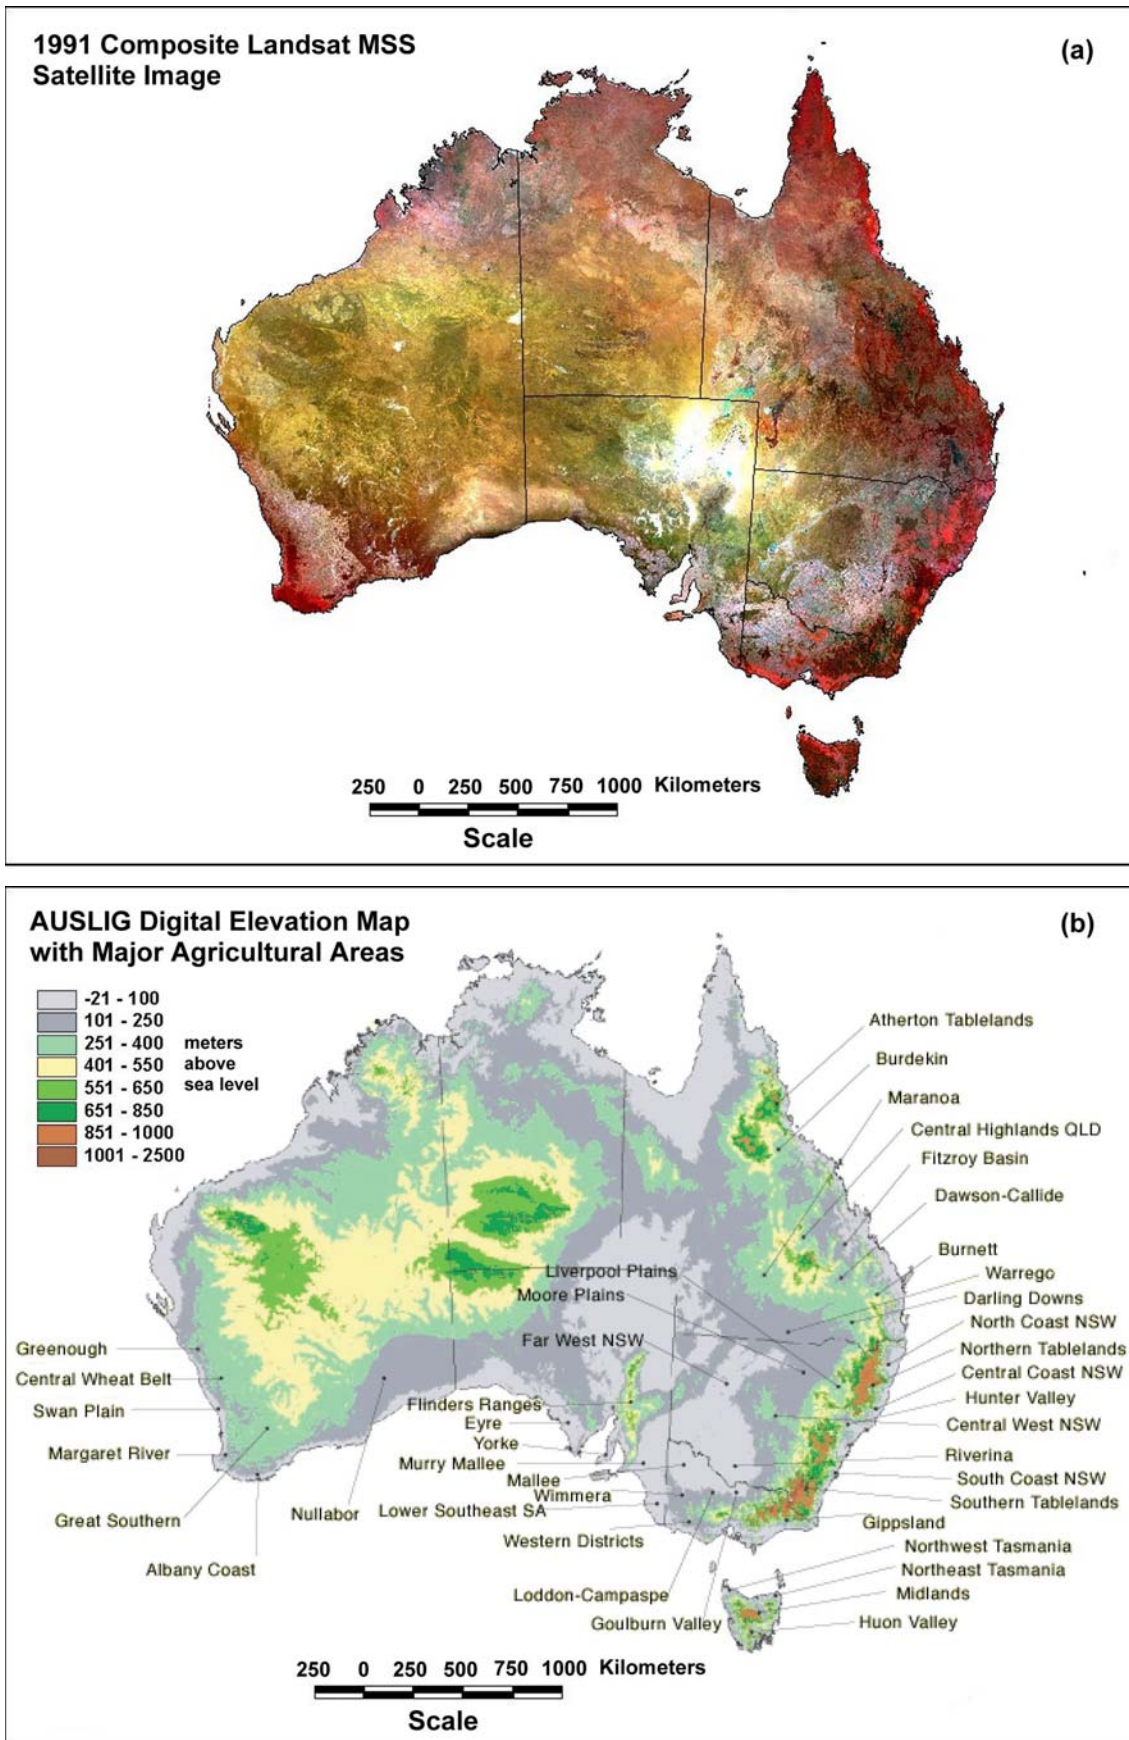 1991 Composite Landsat MSS
Satellite Image
(a)
250 0 250 500 750 1000 Kilometers
Scale
AUSLIG Digital Elevation Map
with Major Agricultural Areas
(b)
-21 - 100
101 - 250
251 - 400 meters
401 - 550 above
551 - 650 sea level
651 - 850
851 - 1000
1001 - 2500
Atherton Tablelands
Burdekin
Maranoa
Central Highlands QLD
Fitzroy Basin
Dawson-Callide
Burnett
Warrego
Darling Downs
North Coast NSW
Northern Tablelands
Central Coast NSW
Hunter Valley
Central West NSW
Riverina
South Coast NSW
Southern Tablelands
Gippsland
Northwest Tasmania
Northeast Tasmania
Midlands
Huon Valley
Liverpool Plains
Moore Plains
Far West NSW
Flinders Ranges
Eyre
Yorke
Murry Mallee
Mallee
Wimmera
Lower Southeast SA
Western Districts
Loddon-Campaspe
Goulburn Valley
Greenough
Central Wheat Belt
Swan Plain
Margaret River
Great Southern
Nullabor
Albany Coast
250 0 250 500 750 1000 Kilometers
Scale